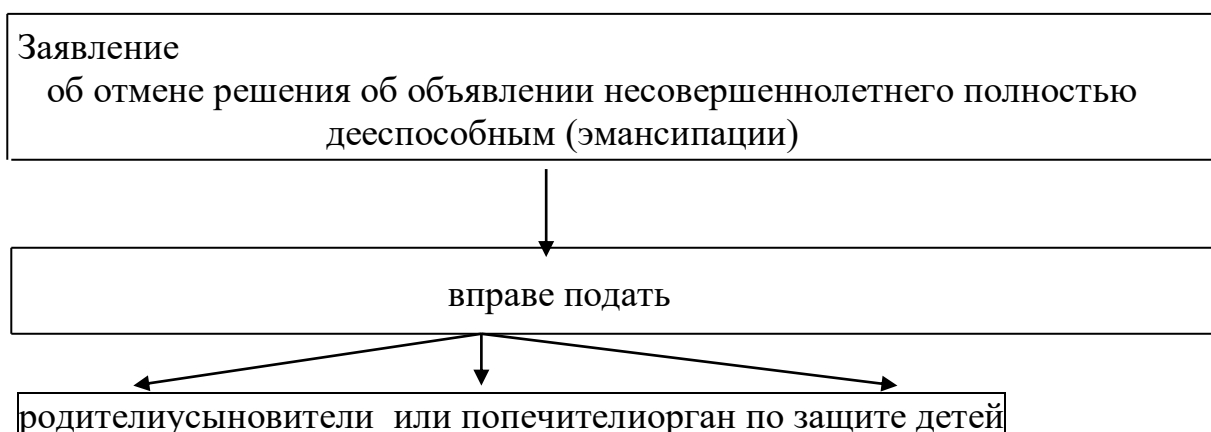 Заявление
об отмене решения об объявлении несовершеннолетнего полностью
дееспособным (эмансипации)
вправе подать
родителиусыновители или попечителиорган по защите детей